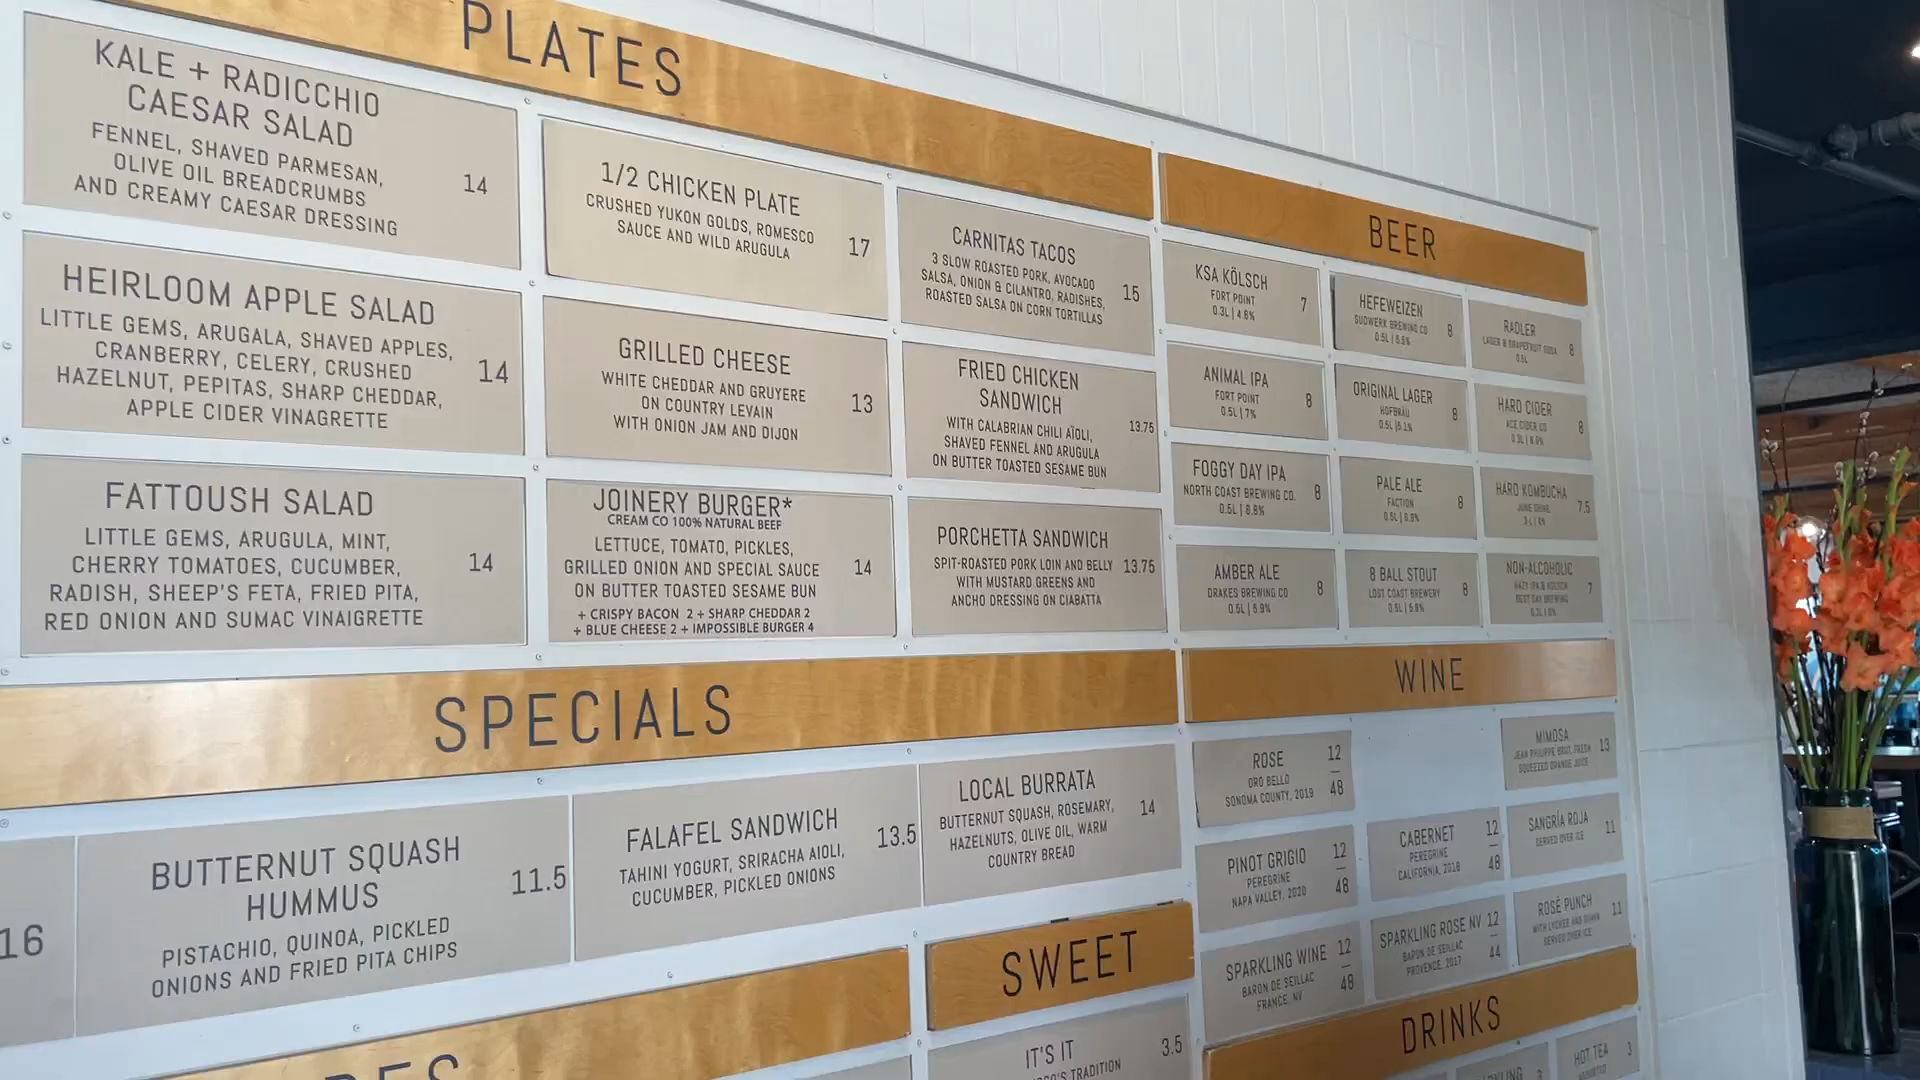 PLATES
KALE + RADICCHIO
CAESAR SALAD
FENNEL, SHAVED PARMESAN,
OLIVE OIL BREADCRUMBS
AND CREAMY CAESAR DRESSING
14
HEIRLOOM APPLE SALAD
LITTLE GEMS, ARUGALA, SHAVED APPLES,
CRANBERRY, CELERY, CRUSHED
HAZELNUT, PEPITAS, SHARP CHEDDAR,
APPLE CIDER VINAGRETTE
14
FATTOUSH SALAD
LITTLE GEMS, ARUGULA, MINT,
CHERRY TOMATOES, CUCUMBER,
RADISH, SHEEP'S FETA, FRIED PITA,
RED ONION AND SUMAC VINAIGRETTE
14
1/2 CHICKEN PLATE
CRUSHED YUKON GOLDS, ROMESCO
SAUCE AND WILD ARUGULA
17
GRILLED CHEESE
WHITE CHEDDAR AND GRUYERE
ON COUNTRY LEVAIN
WITH ONION JAM AND DIJON
13
JOINERY BURGER*
CREAM CO 100% NATURAL BEEF
LETTUCE, TOMATO, PICKLES,
GRILLED ONION AND SPECIAL SAUCE
ON BUTTER TOASTED SESAME BUN
+ CRISPY BACON 2 + SHARP CHEDDAR 2
+ BLUE CHEESE 2 + IMPOSSIBLE BURGER 4
14
CARNITAS TACOS
3 SLOW ROASTED PORK, AVOCADO
SALSA, ONION & CILANTRO, RADISHES,
ROASTED SALSA ON CORN TORTILLAS
15
FRIED CHICKEN
SANDWICH
WITH CALABRIAN CHILI AÏOLI,
SHAVED FENNEL AND ARUGULA
ON BUTTER TOASTED SESAME BUN
13.75
PORCHETTA SANDWICH
SPIT-ROASTED PORK LOIN AND BELLY
WITH MUSTARD GREENS AND
ANCHO DRESSING ON CIABATTA
13.75
BEER
KSA KÖLSCH
FORT POINT
0.3L | 4.6%
7
ANIMAL IPA
FORT POINT
0.5L | 7%
8
FOGGY DAY IPA
NORTH COAST BREWING CO.
0.5L |
8
AMBER ALE
DRAKES BREWING CO
0.5L | 5.9%
8
HEFEWEIZEN
SUDWERK BREWING CO
0.5L |
8
ORIGINAL LAGER
HOFBRÄU
0.5L | 5.1%
8
PALE ALE
FACTION
0.5L |
8
8 BALL STOUT
LOST COAST BREWERY
0.5L | 5.8%
8
RADLER
LAGER & GRAPEFRUIT SODA
0.5L
8
HARD CIDER
ACE CIDER CO
8
HARD KOMBUCHA
JUNE SHINE
7.5
NON-ALCOHOLIC
HAZY IPA & KOLSCH
BEST DAY BREWING
7
SPECIALS
16
BUTTERNUT SQUASH
HUMMUS
PISTACHIO, QUINOA, PICKLED
ONIONS AND FRIED PITA CHIPS
11.5
FALAFEL SANDWICH
TAHINI YOGURT, SRIRACHA AIOLI,
CUCUMBER, PICKLED ONIONS
13.5
LOCAL BURRATA
BUTTERNUT SQUASH, ROSEMARY,
HAZELNUTS, OLIVE OIL, WARM
COUNTRY BREAD
14
WINE
ROSE
ORO BELLO
SONOMA COUNTY, 2019
12
48
PINOT GRIGIO
PEREGRINE
NAPA VALLEY, 2020
12
48
SPARKLING WINE
BARON DE SEILLAC
FRANCE, NV
12
48
CABERNET
PEREGRINE
CALIFORNIA, 2018
12
48
SPARKLING ROSE NV
BARON DE SEILLAC
PROVENCE, 2017
12
44
MIMOSA
JEAN PHILIPPE BRUT, FRESH
SQUEEZED ORANGE JUICE
13
SANGRÍA ROJA
SERVED OVER ICE
11
ROSÉ PUNCH
SERVED OVER ICE
11
SWEET
IT'S IT
TRADITION
3.5
DRINKS
HOT TEA
3
3